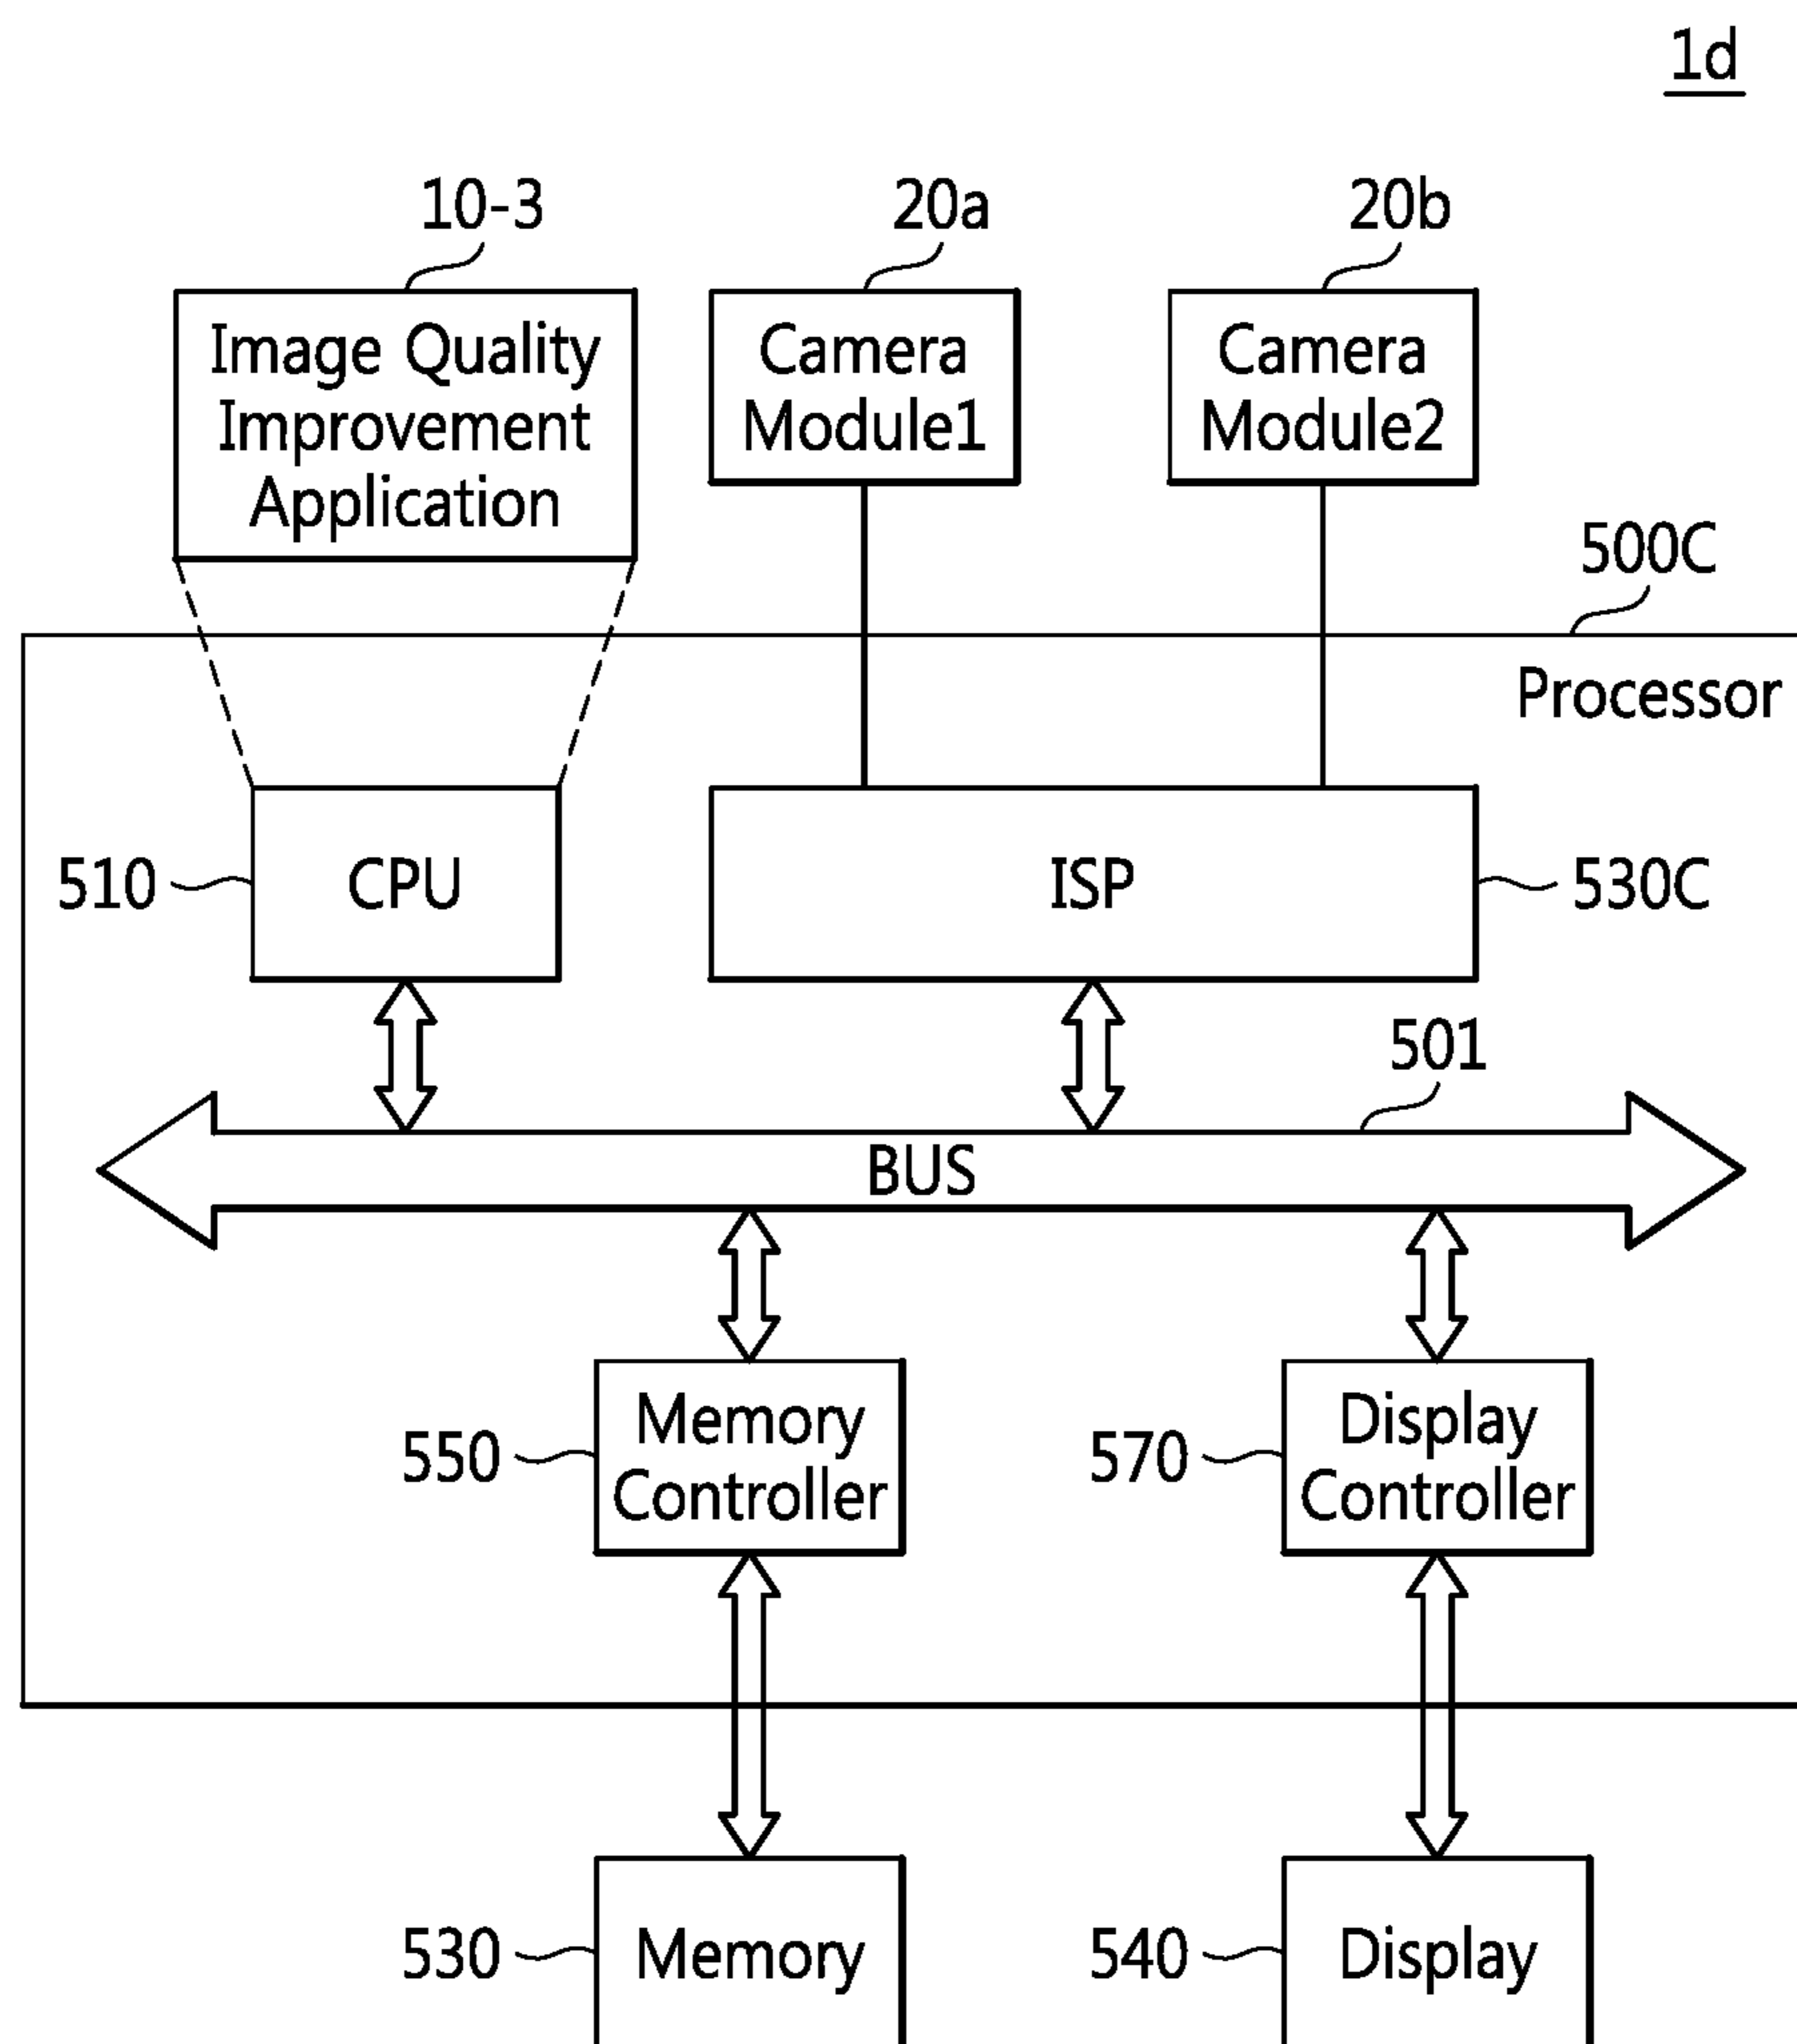 1d
10-3
20a
20b
Image Quality
Improvement
Application
Camera
Module1
Camera
Module2
500C
Processor
510
CPU
ISP
530C
501
BUS
550
Memory
Controller
570
Display
Controller
530
Memory
540
Display